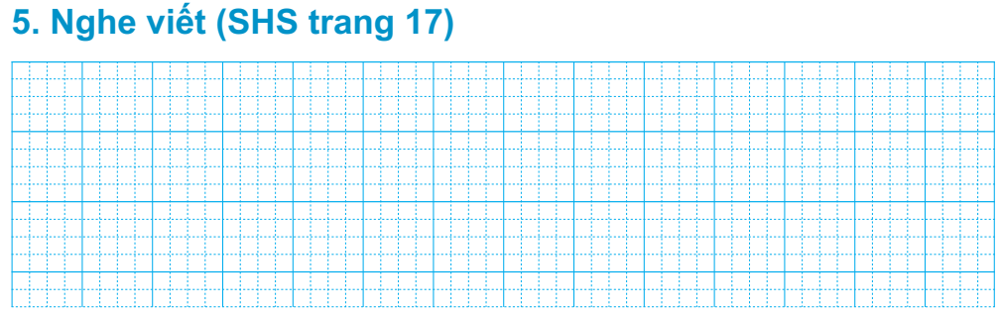 5. Nghe viết (SHS trang 17)